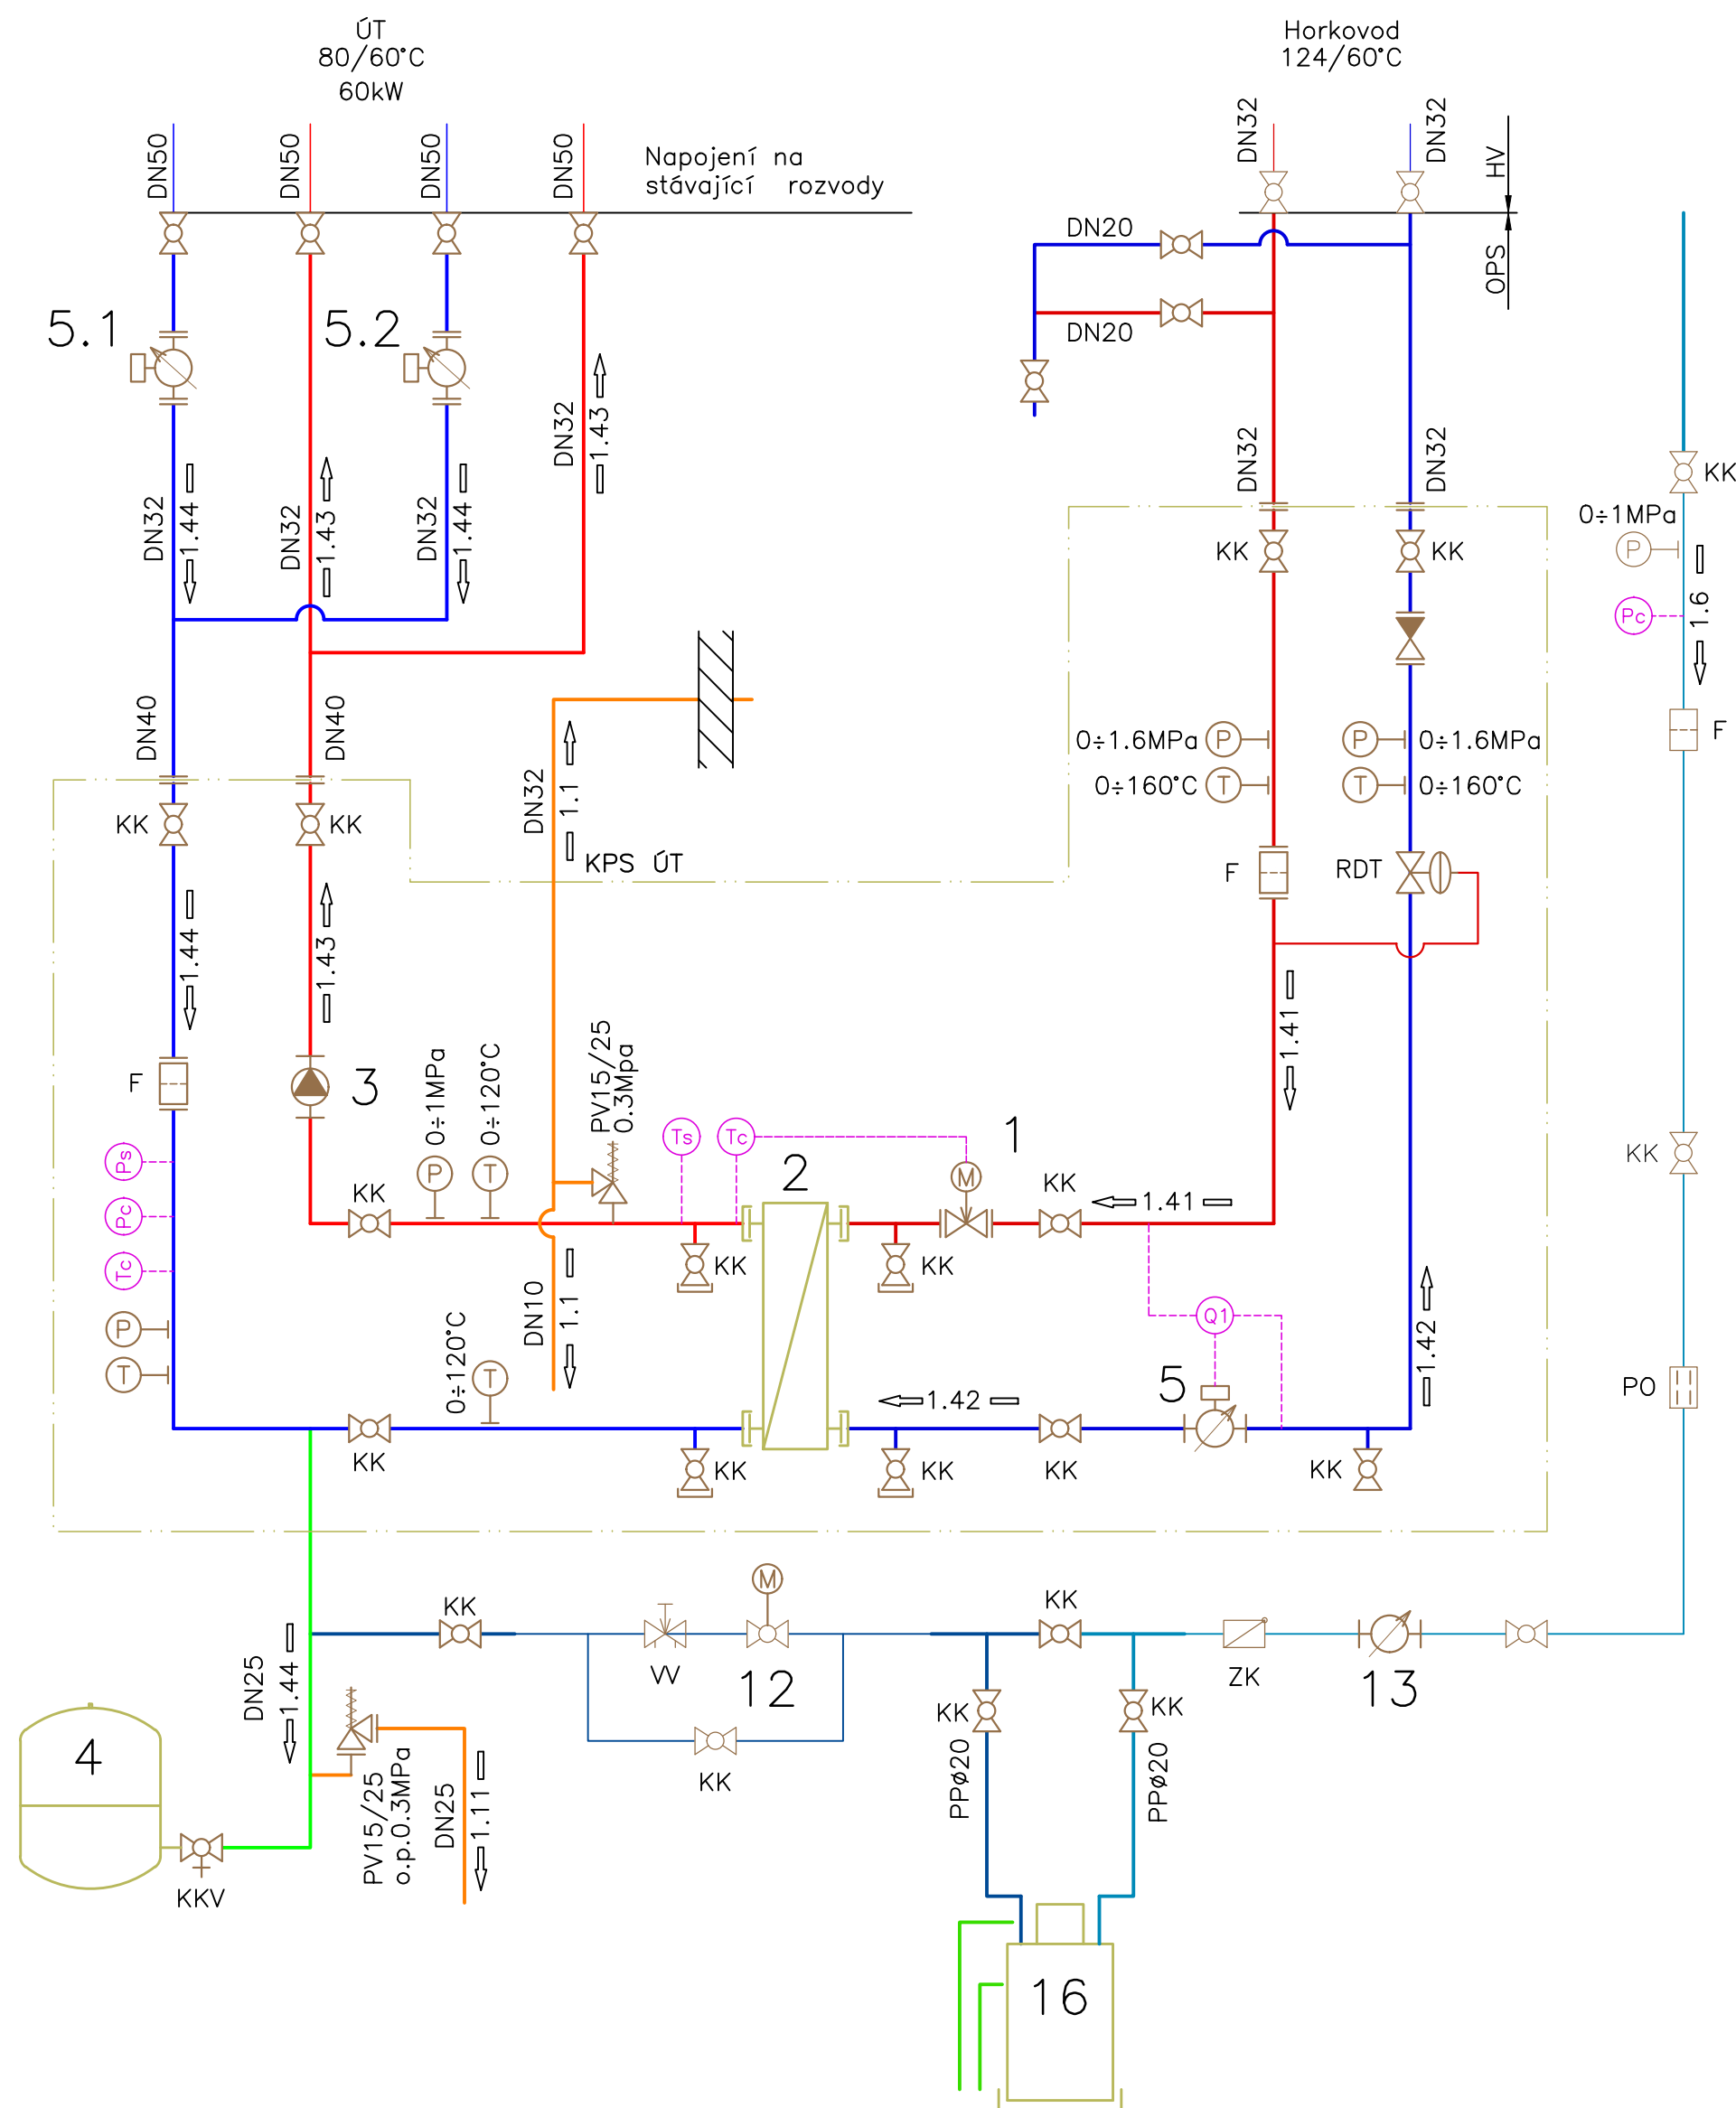 ÚT
80/60°C
60kW
Horkovod
124/60°C
DN50
DN50
DN50
DN50
Napojení na
stávající rozvody
DN32
DN32
HV
OPS
DN20
DN20
5.1
5.2
DN32
1.44
DN32
1.43
DN32
1.44
DN32
1.43
DN32
DN32
KK
0÷1MPa
P
Pc
1.6
F
KK
KK
DN40
DN40
KK
KK
DN32
1.1
KPS ÚT
0÷1.6MPa
P
P
0÷1.6MPa
0÷160°C
T
T
0÷160°C
F
RDT
1.44
1.43
1.41
F
3
0÷1MPa
0÷120°C
PV15/25
0.3Mpa
Ps
Pc
Tc
P
T
P
T
KK
Ts
Tc
2
M
1
KK
1.41
KK
KK
KK
DN10
1.1
Q1
1.42
0÷120°C
T
1.42
5
PO
KK
KK
KK
KK
KK
M
KK
KK
VV
12
ZK
13
DN25
1.44
KK
KK
KK
PPø20
PPø20
4
PV15/25
o.p.0.3MPa
DN25
1.11
KKV
16